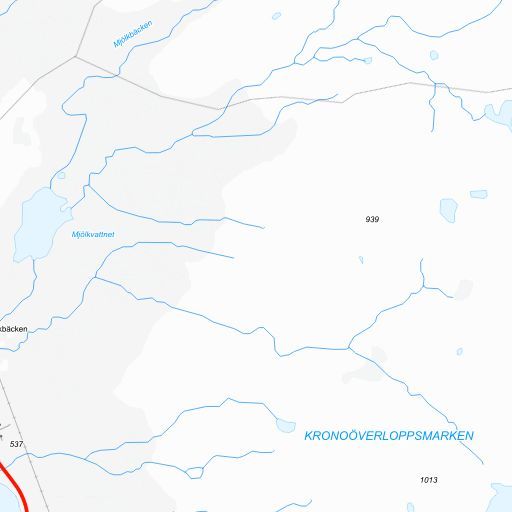 Mjölkbäcken
939
Mjölkvattnet
kbäcken
KRONOÖVERLOPPSMARKEN
537
1013